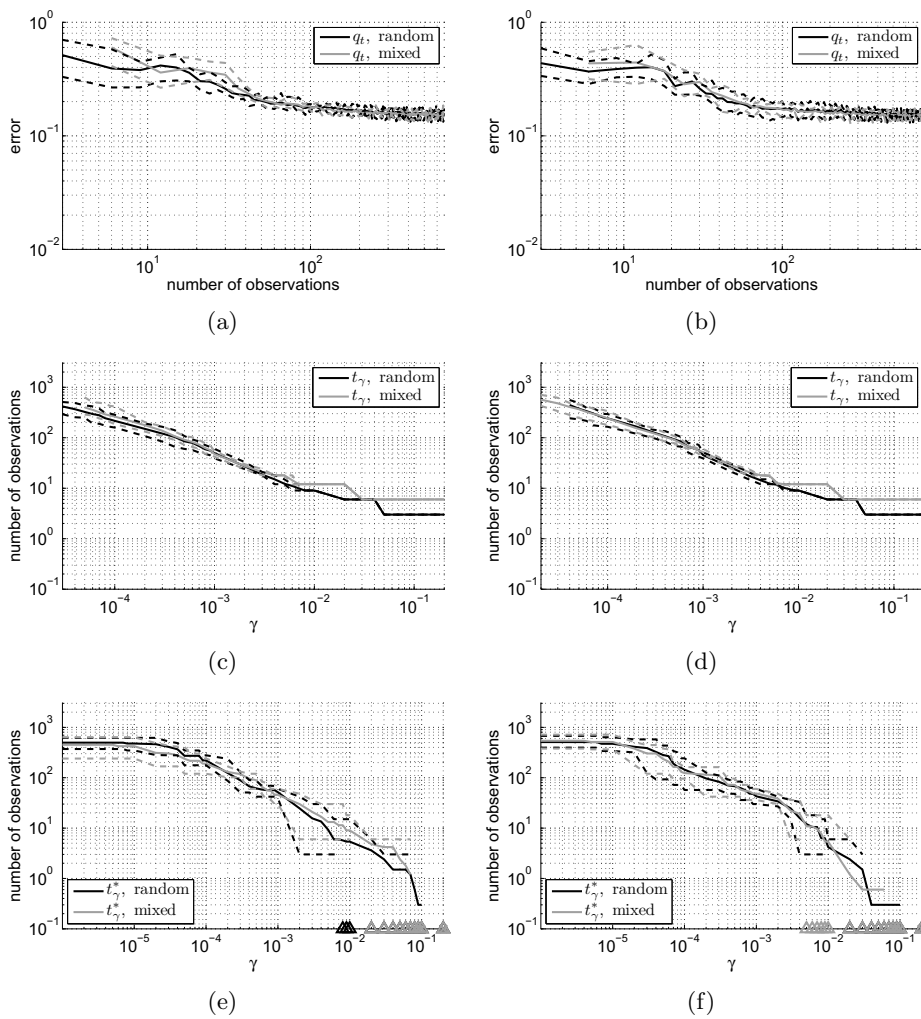 10^0
q_t, random
q_t, mixed
error
10^{-1}
10^{-2}
10^1
10^2
number of observations
(a)
10^0
q_t, random
q_t, mixed
error
10^{-1}
10^{-2}
10^1
10^2
number of observations
(b)
10^3
t_γ, random
t_γ, mixed
number of observations
10^2
10^1
10^0
10^{-1}
10^{-4}
10^{-3}
10^{-2}
10^{-1}
γ
(c)
10^3
t_γ, random
t_γ, mixed
number of observations
10^2
10^1
10^0
10^{-1}
10^{-4}
10^{-3}
10^{-2}
10^{-1}
γ
(d)
10^3
number of observations
10^2
10^1
10^0
t^*_γ, random
t^*_γ, mixed
10^{-1}
10^{-5}
10^{-4}
10^{-3}
10^{-2}
10^{-1}
γ
(e)
10^3
number of observations
10^2
10^1
10^0
t^*_γ, random
t^*_γ, mixed
10^{-1}
10^{-5}
10^{-4}
10^{-3}
10^{-2}
10^{-1}
γ
(f)